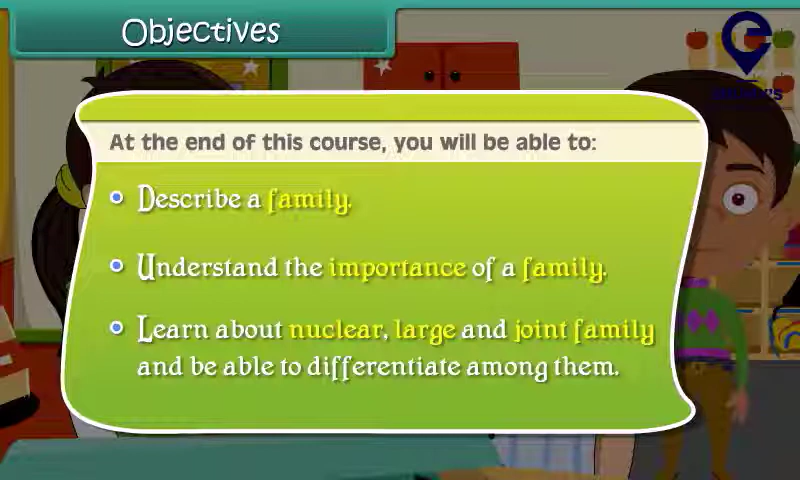 Objectives
At the end of this course, you will be able to:
Describe a family.
Understand the importance of a family.
Learn about nuclear, large and joint family
and be able to differentiate among them.